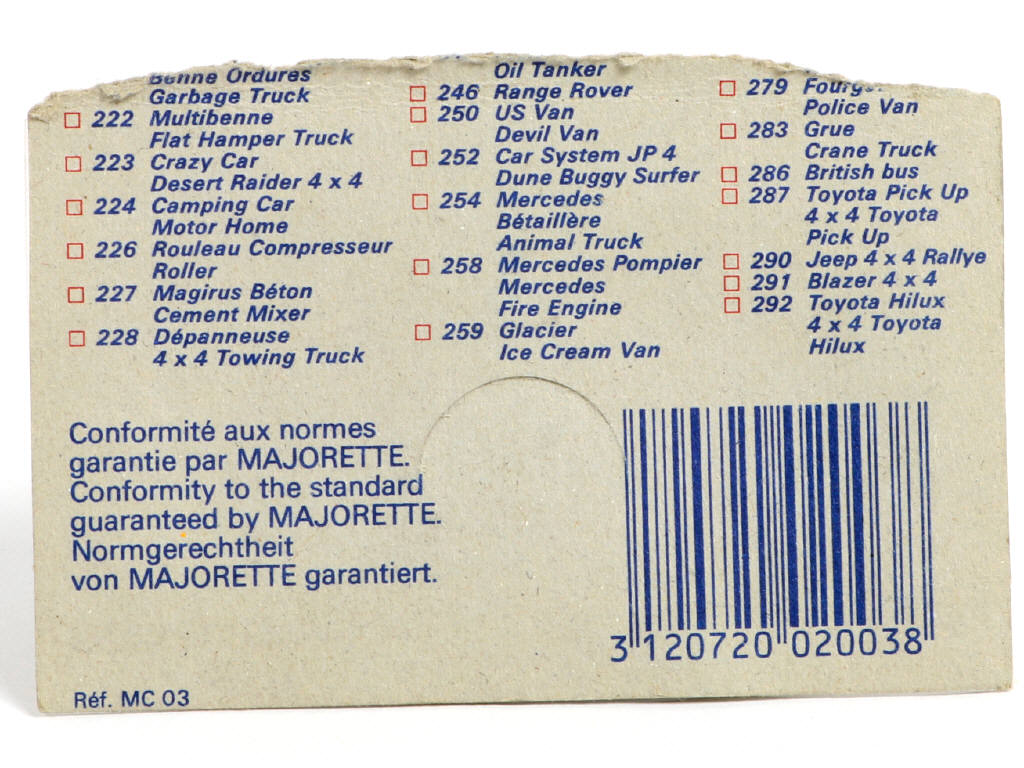 Benne Ordures
Garbage Truck
222 Multibenne
Flat Hamper Truck
223 Crazy Car
Desert Raider 4 x 4
224 Camping Car
Motor Home
226 Rouleau Compresseur
Roller
227 Magirus Béton
Cement Mixer
228 Dépanneuse
4 x 4 Towing Truck
Oil Tanker
246 Range Rover
250 US Van
Devil Van
252 Car System JP 4
Dune Buggy Surfer
254 Mercedes
Bétaillère
Animal Truck
258 Mercedes Pompier
Mercedes
Fire Engine
259 Glacier
Ice Cream Van
279
Police Van
283 Grue
Crane Truck
286 British bus
287 Toyota Pick Up
4 x 4 Toyota
Pick Up
290 Jeep 4 x 4 Rallye
291 Blazer 4 x 4
292 Toyota Hilux
4 x 4 Toyota
Hilux
Conformité aux normes
garantie par MAJORETTE.
Conformity to the standard
guaranteed by MAJORETTE.
Normgerechtheit
von MAJORETTE garantiert.
3 120720 020038
Réf. MC 03